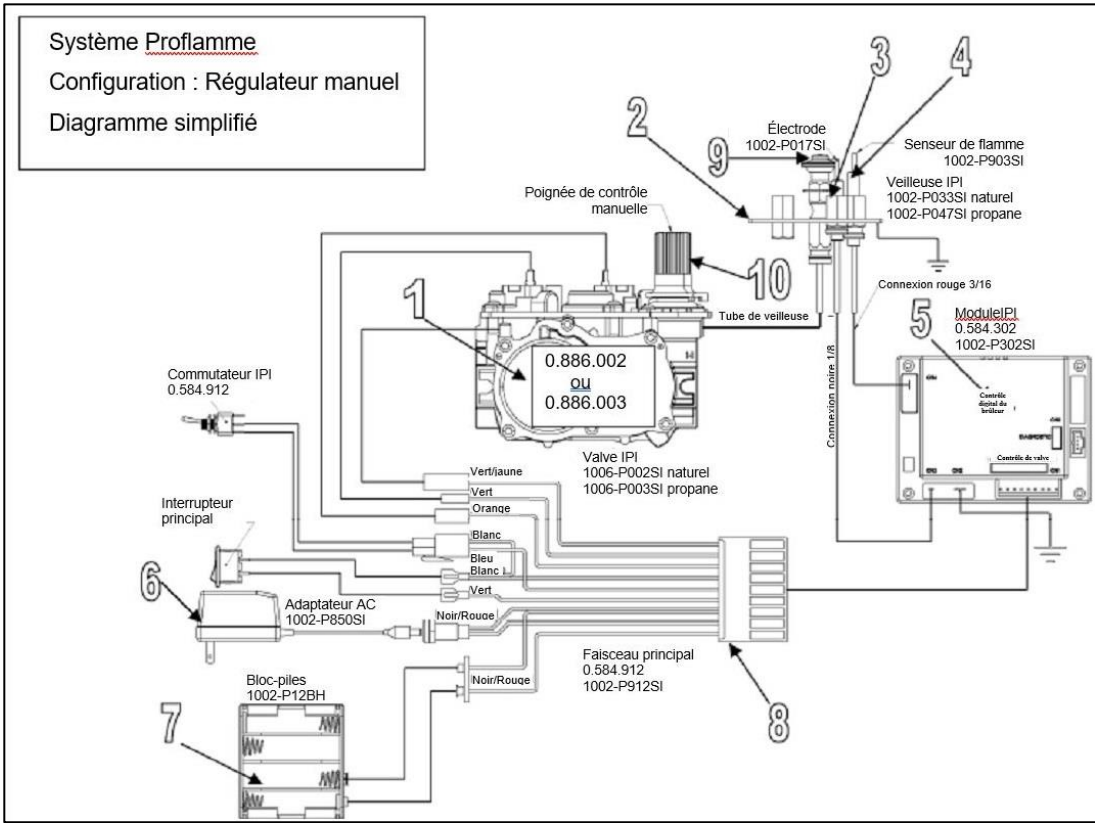 Système Proflamme
Configuration : Régulateur manuel
Diagramme simplifié
3
4
2
9
Électrode
1002-P017SI
Senseur de flamme
1002-P903SI
Veilleuse IPI
1002-P033SI naturel
1002-P047SI propane
Poignée de contrôle
manuelle
10
1
Tube de veilleuse
Connexion rouge 3/16
Connexion noire 1/8
5
ModuleIPI
0.584.302
1002-P302SI
Contrôle
digital du
brûleur
DIAGNOSTIC
Contrôle de valve
0.886.002
ou
0.886.003
Commutateur IPI
0.584.912
Valve IPI
1006-P002SI naturel
1006-P003SI propane
Vert/jaune
Vert
Orange
Blanc
Bleu
Blanc
Vert
Noir/Rouge
Noir/Rouge
Interrupteur
principal
6
Adaptateur AC
1002-P850SI
Faisceau principal
0.584.912
1002-P912SI
8
Bloc-piles
1002-P12BH
7